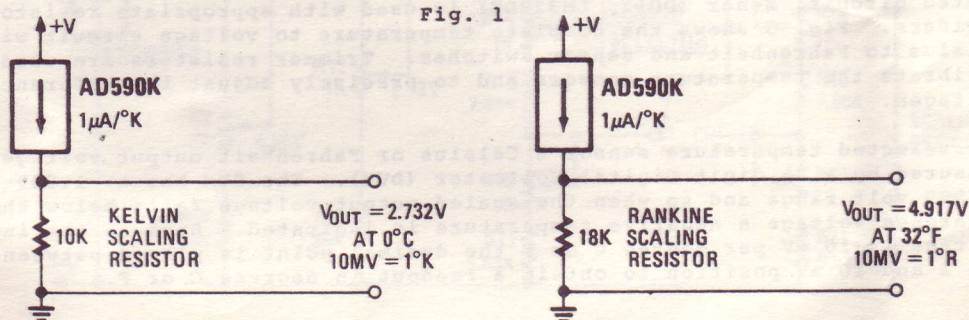 Fig. 1
+V
AD590K
1µA/°K
10K
KELVIN
SCALING
RESISTOR
VOUT = 2.732V
AT 0°C
10MV = 1°K
+V
AD590K
1µA/°K
18K
RANKINE
SCALING
RESISTOR
VOUT = 4.917V
AT 32°F
10MV = 1°R